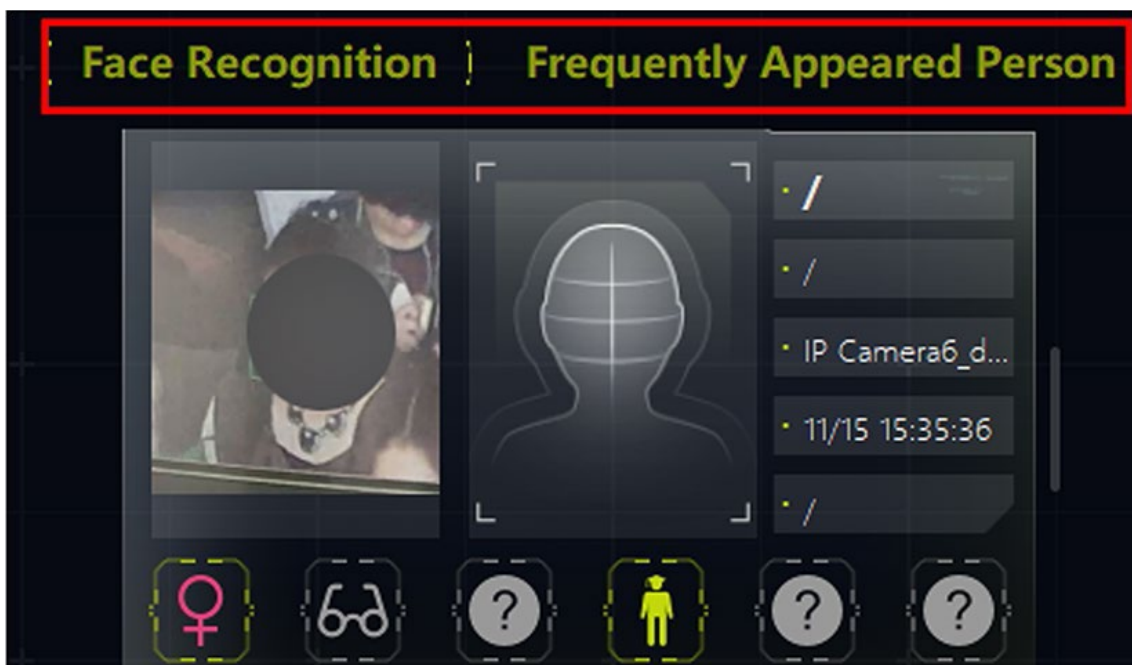 Face Recognition
Frequently Appeared Person
/
/
IP Camera6_d...
11/15 15:35:36
/
? ? ?